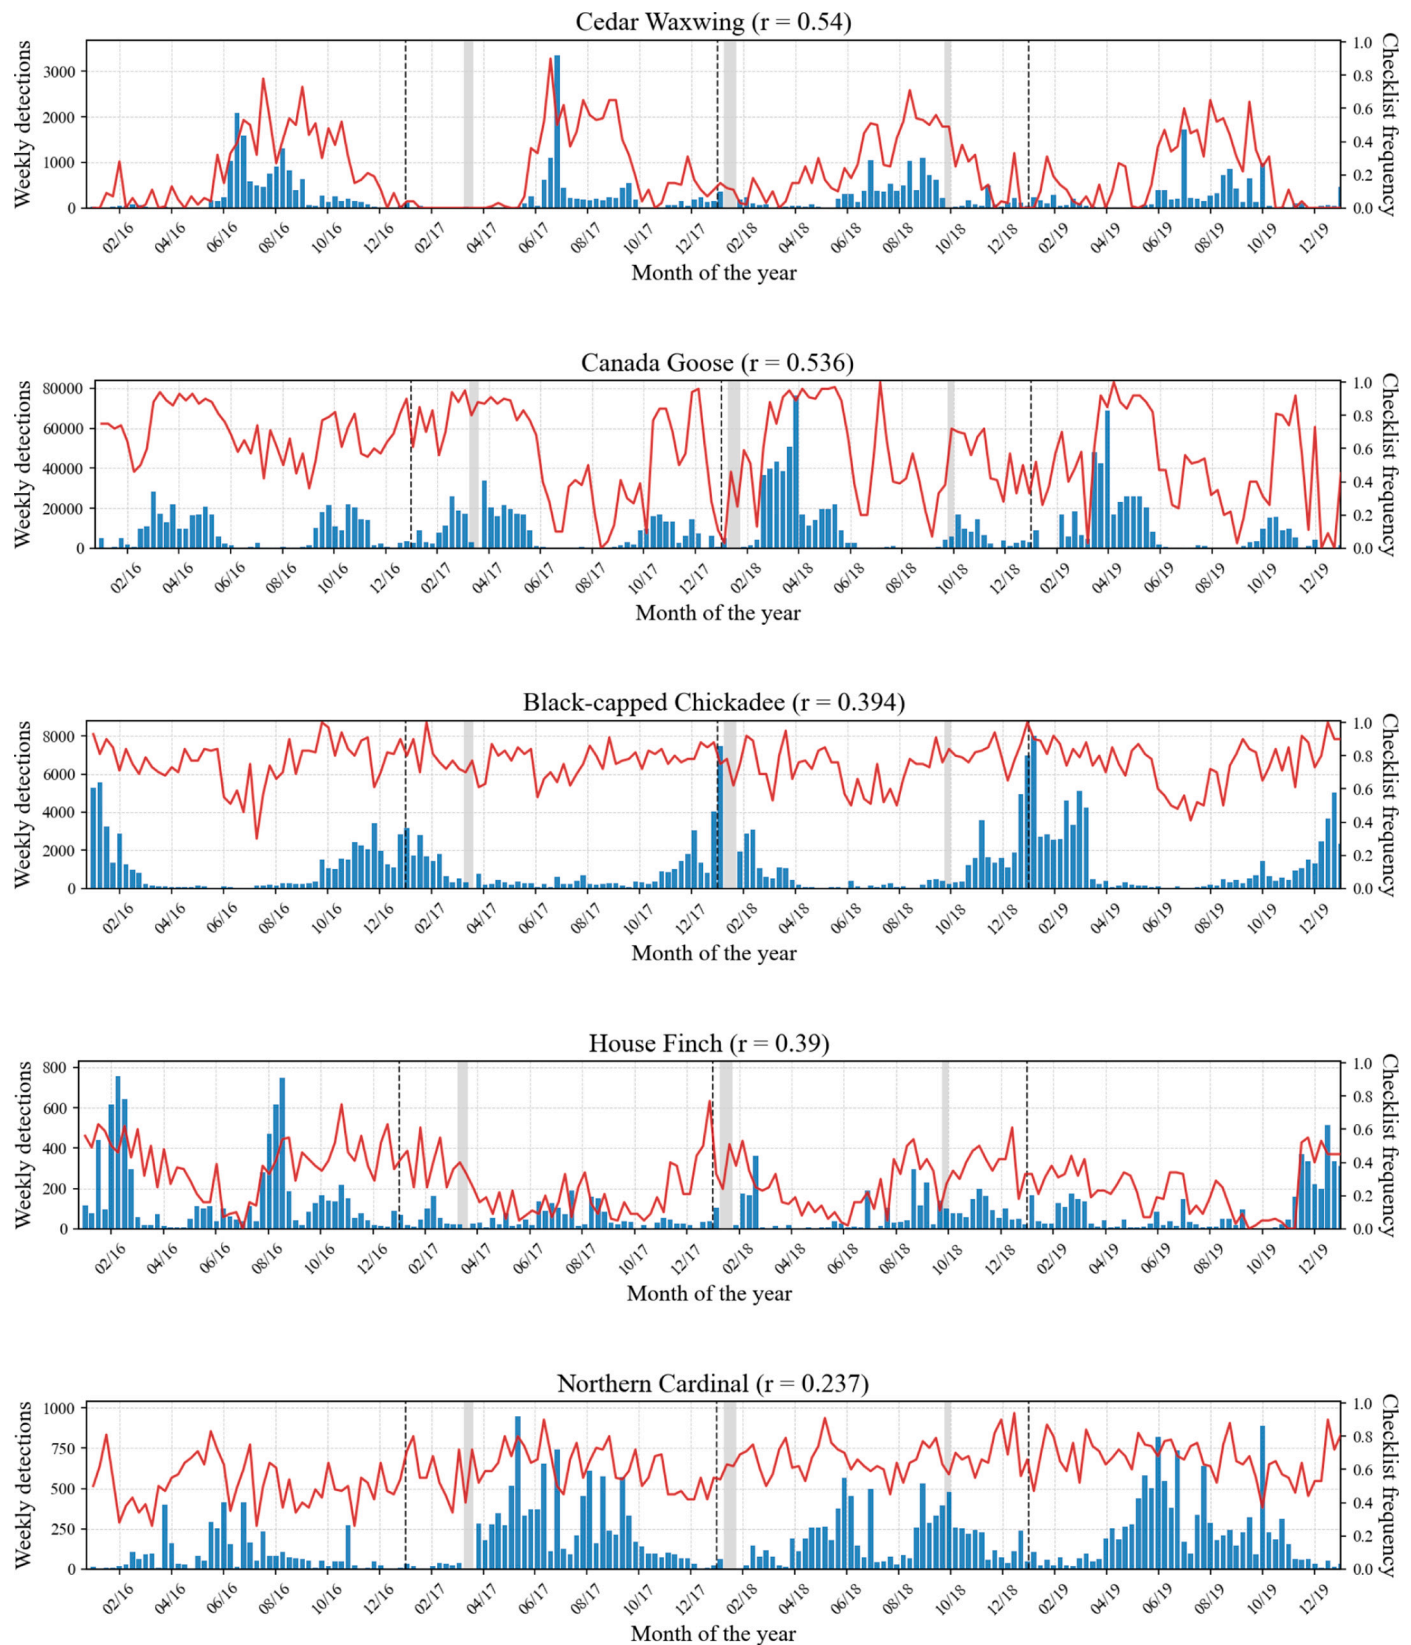 Cedar Waxwing (r = 0.54)
Weekly detections
3000
2000
1000
0
1.0
0.8
0.6
0.4
0.2
0.0
Checklist frequency
02/16 04/16 06/16 08/16 10/16 12/16 02/17 04/17 06/17 08/17 10/17 12/17 02/18 04/18 06/18 08/18 10/18 12/18 02/19 04/19 06/19 08/19 10/19 12/19
Month of the year
Canada Goose (r = 0.536)
Weekly detections
80000
60000
40000
20000
0
1.0
0.8
0.6
0.4
0.2
0.0
Checklist frequency
02/16 04/16 06/16 08/16 10/16 12/16 02/17 04/17 06/17 08/17 10/17 12/17 02/18 04/18 06/18 08/18 10/18 12/18 02/19 04/19 06/19 08/19 10/19 12/19
Month of the year
Black-capped Chickadee (r = 0.394)
Weekly detections
8000
6000
4000
2000
0
1.0
0.8
0.6
0.4
0.2
0.0
Checklist frequency
02/16 04/16 06/16 08/16 10/16 12/16 02/17 04/17 06/17 08/17 10/17 12/17 02/18 04/18 06/18 08/18 10/18 12/18 02/19 04/19 06/19 08/19 10/19 12/19
Month of the year
House Finch (r = 0.39)
Weekly detections
800
600
400
200
0
1.0
0.8
0.6
0.4
0.2
0.0
Checklist frequency
02/16 04/16 06/16 08/16 10/16 12/16 02/17 04/17 06/17 08/17 10/17 12/17 02/18 04/18 06/18 08/18 10/18 12/18 02/19 04/19 06/19 08/19 10/19 12/19
Month of the year
Northern Cardinal (r = 0.237)
Weekly detections
1000
750
500
250
0
1.0
0.8
0.6
0.4
0.2
0.0
Checklist frequency
02/16 04/16 06/16 08/16 10/16 12/16 02/17 04/17 06/17 08/17 10/17 12/17 02/18 04/18 06/18 08/18 10/18 12/18 02/19 04/19 06/19 08/19 10/19 12/19
Month of the year